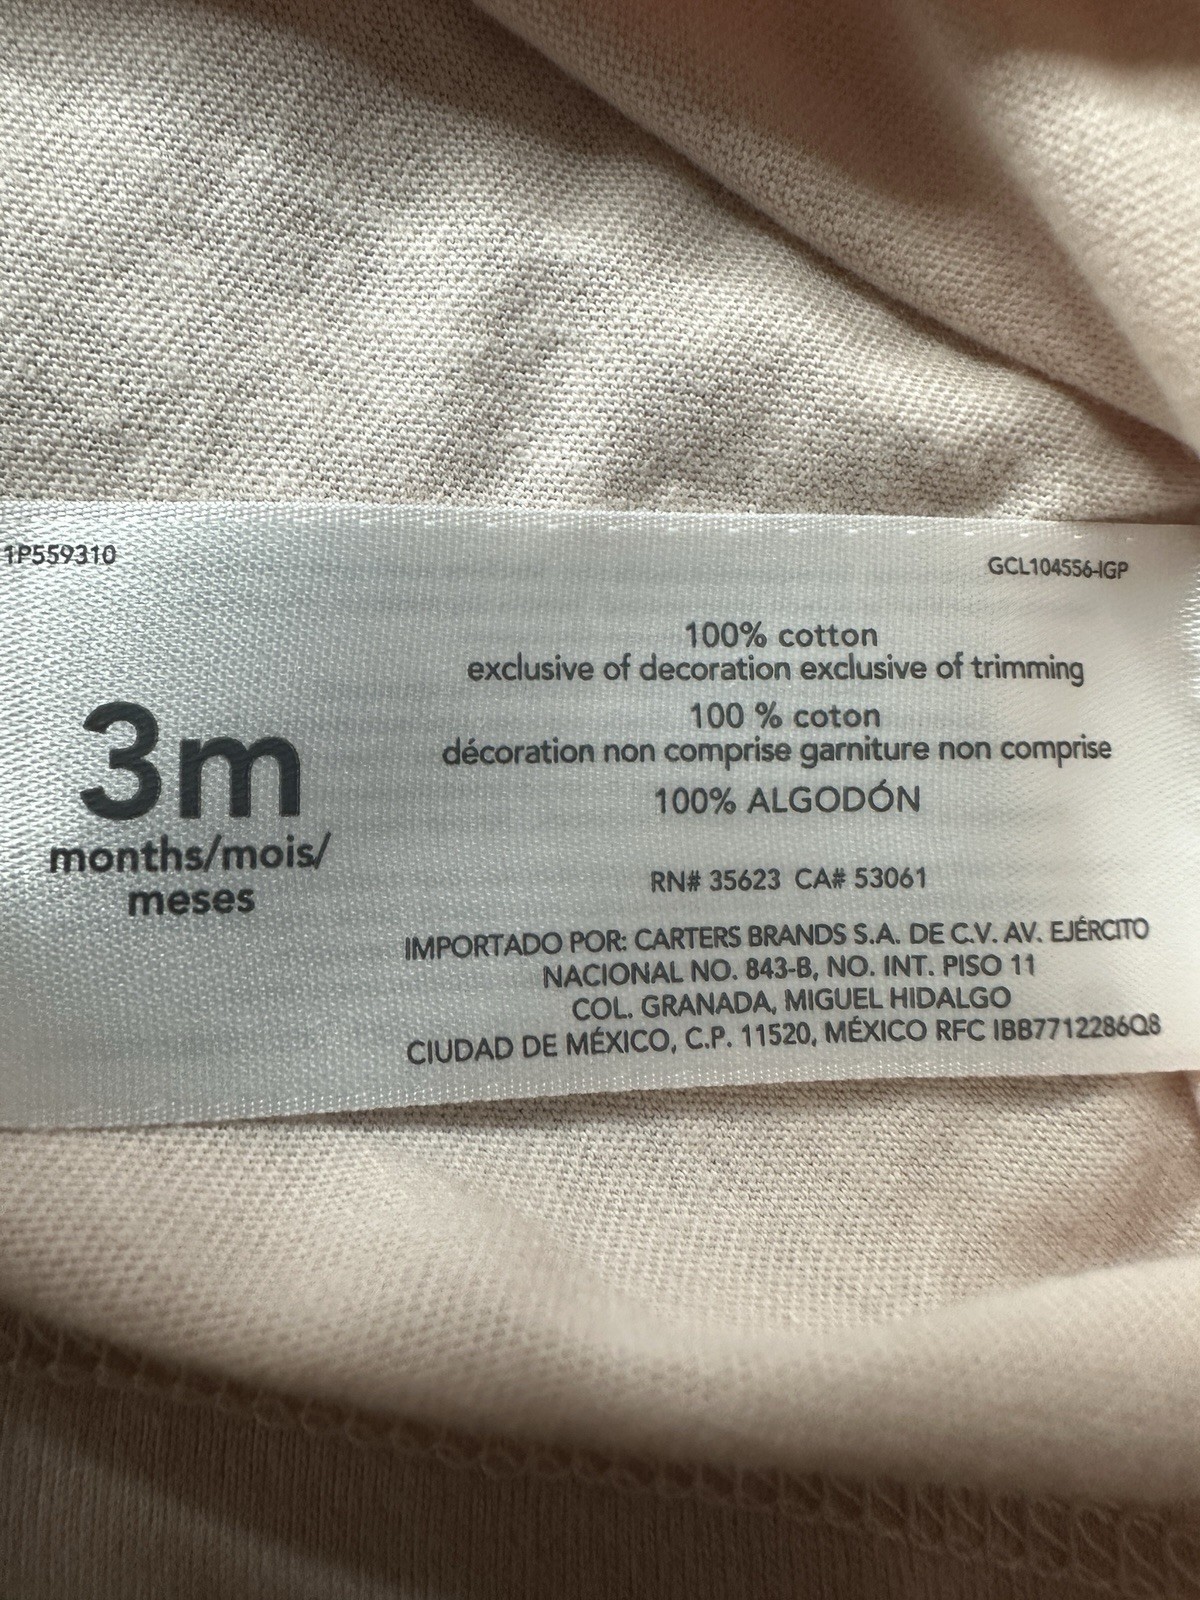 1P559310
GCL104556-IGP
100% cotton
exclusive of decoration exclusive of trimming
100 % coton
décoration non comprise garniture non comprise
100% ALGODÓN
3m
months/mois/
meses
RN# 35623 CA# 53061
IMPORTADO POR: CARTERS BRANDS S.A. DE C.V. AV. EJÉRCITO
NACIONAL NO. 843-B, NO. INT. PISO 11
COL. GRANADA, MIGUEL HIDALGO
CIUDAD DE MÉXICO, C.P. 11520, MÉXICO RFC IBB7712286Q8